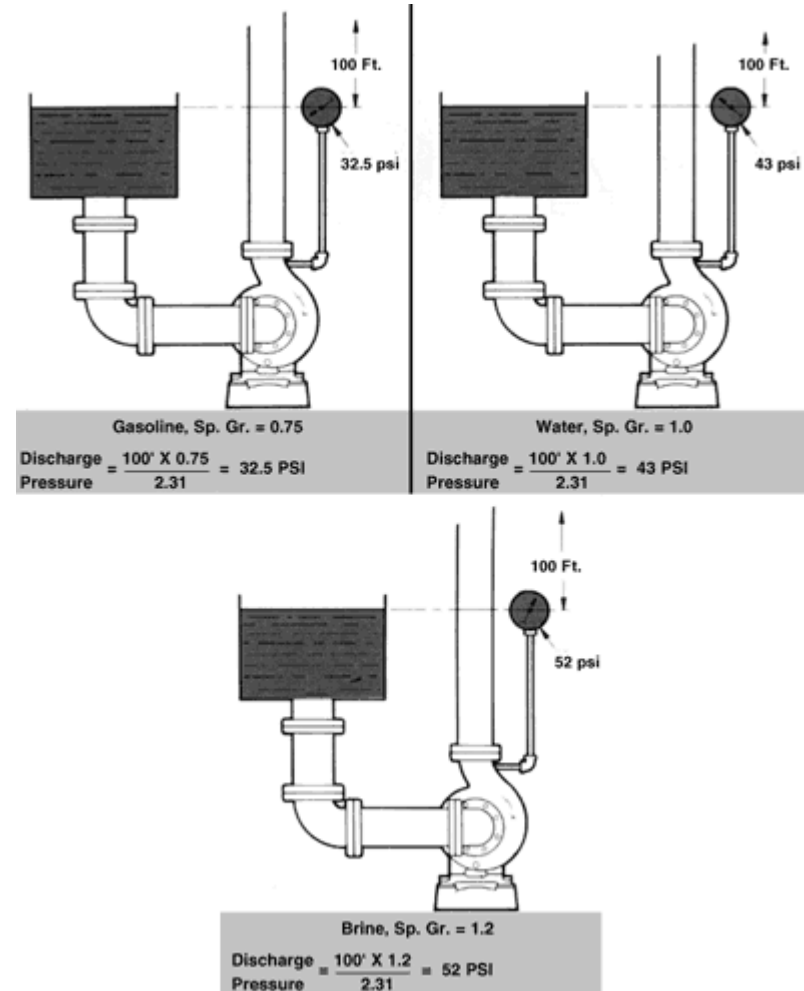 100 Ft.
32.5 psi
Gasoline, Sp. Gr. = 0.75
Discharge Pressure = 100' X 0.75 / 2.31 = 32.5 PSI
100 Ft.
43 psi
Water, Sp. Gr. = 1.0
Discharge Pressure = 100' X 1.0 / 2.31 = 43 PSI
100 Ft.
52 psi
Brine, Sp. Gr. = 1.2
Discharge Pressure = 100' X 1.2 / 2.31 = 52 PSI